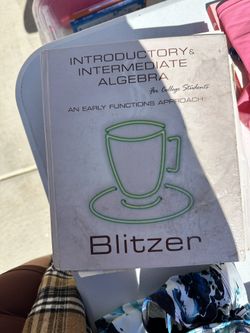 INTRODUCTORY &
INTERMEDIATE
ALGEBRA
for College Students
AN EARLY FUNCTIONS APPROACH
Blitzer